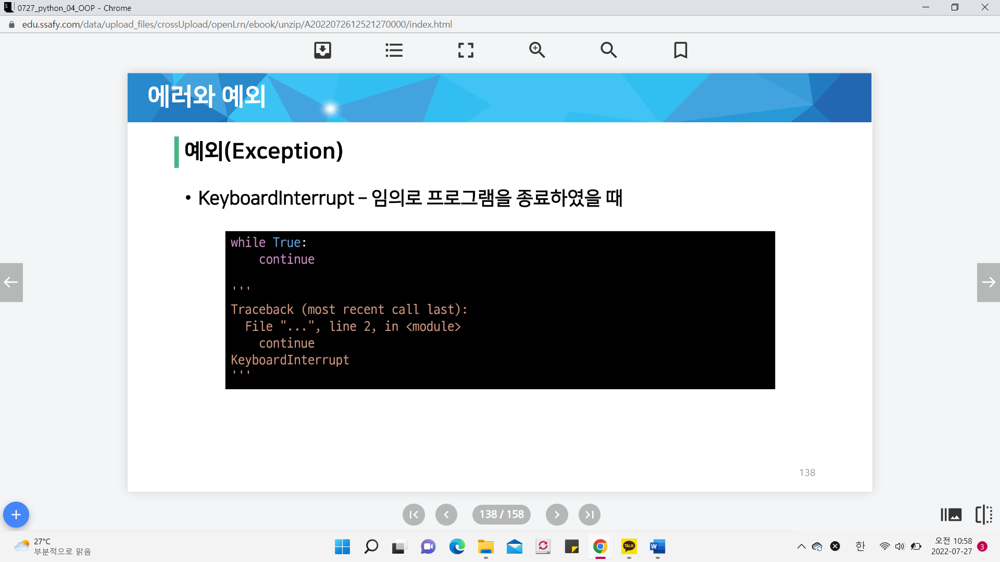 0727_python_04_OOP - Chrome
edu.ssafy.com/data/upload_files/crossUpload/openLrn/ebook/unzip/A2022072612521270000/index.html
에러와 예외
예외(Exception)
• KeyboardInterrupt – 임의로 프로그램을 종료하였을 때
while True:
    continue
'''
Traceback (most recent call last):
  File "...", line 2, in <module>
    continue
KeyboardInterrupt
'''
138
138 / 158
27°C
부분적으로 맑음
TALK
W
한
오전 10:58
2022-07-27
3